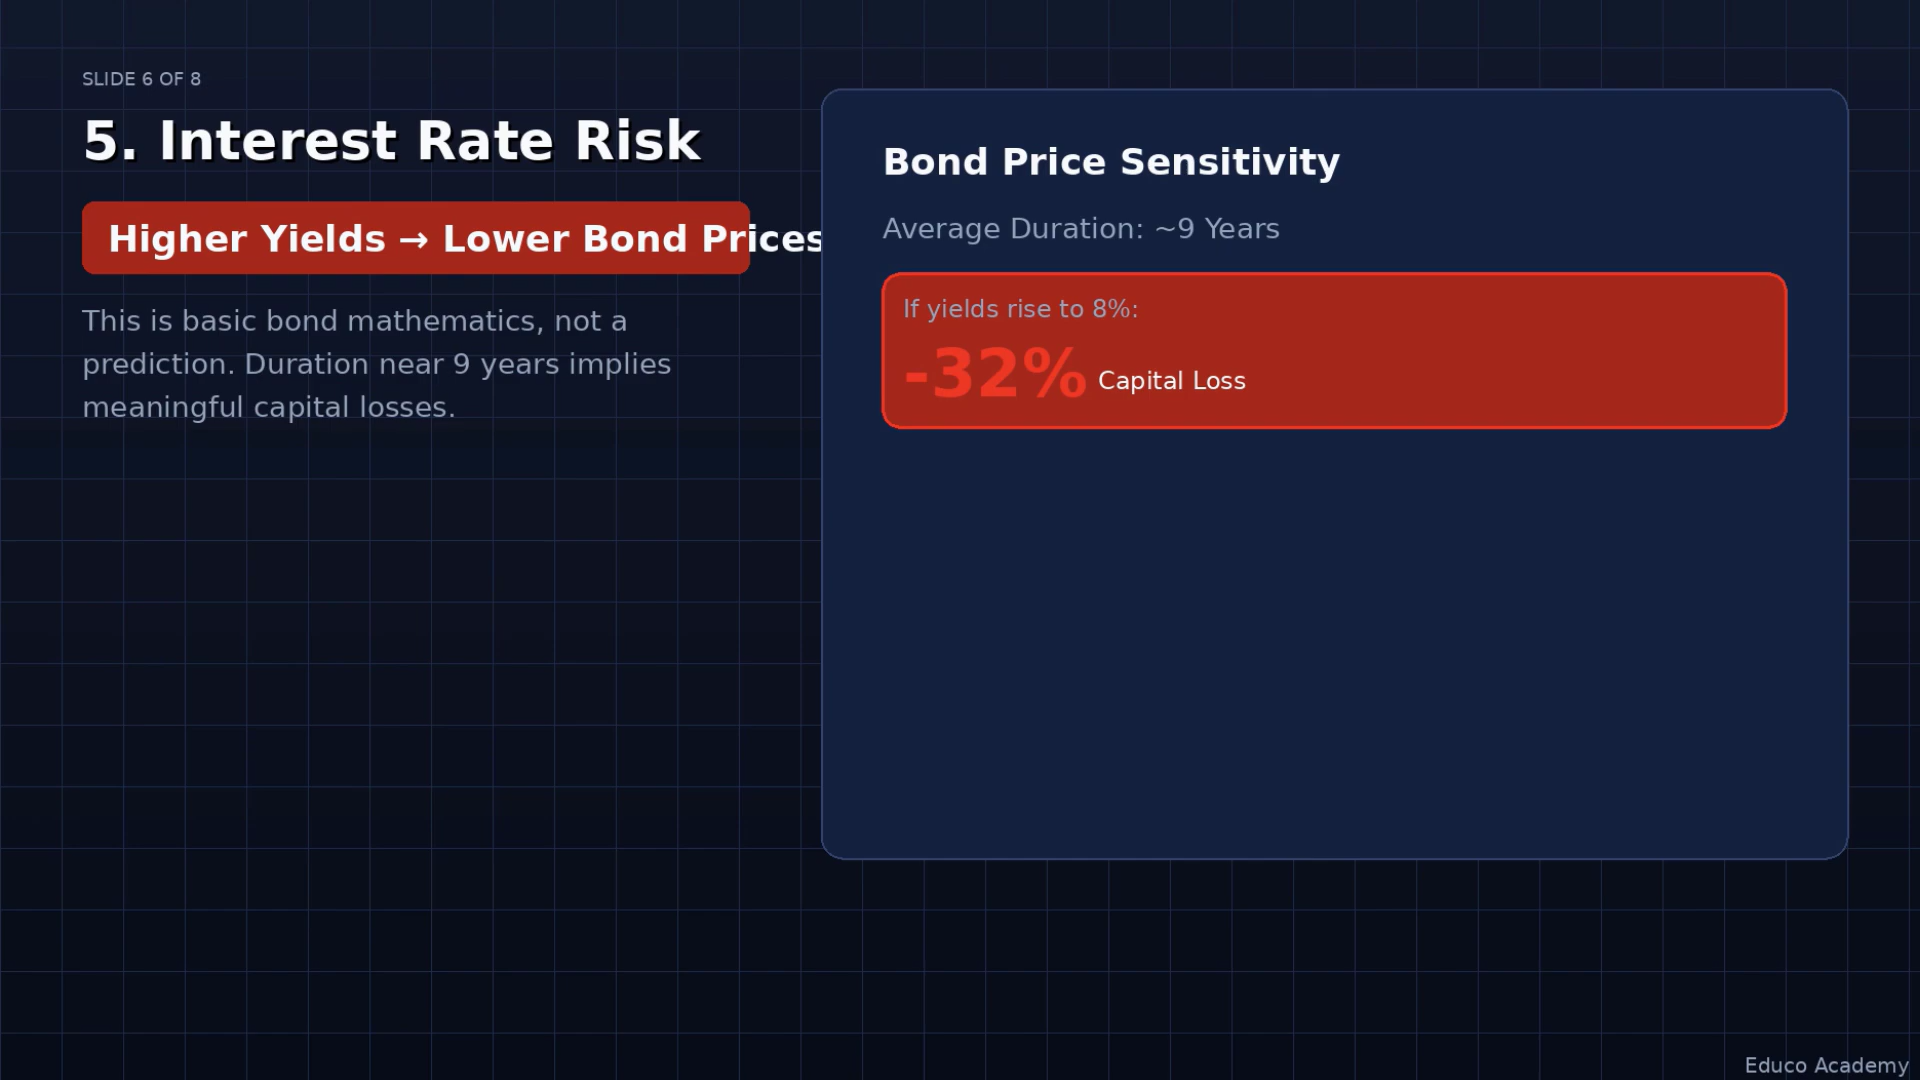 SLIDE 6 OF 8
5. Interest Rate Risk
Higher Yields → Lower Bond Prices
This is basic bond mathematics, not a
prediction. Duration near 9 years implies
meaningful capital losses.
Bond Price Sensitivity
Average Duration: ~9 Years
If yields rise to 8%:
-32% Capital Loss
Educo Academy